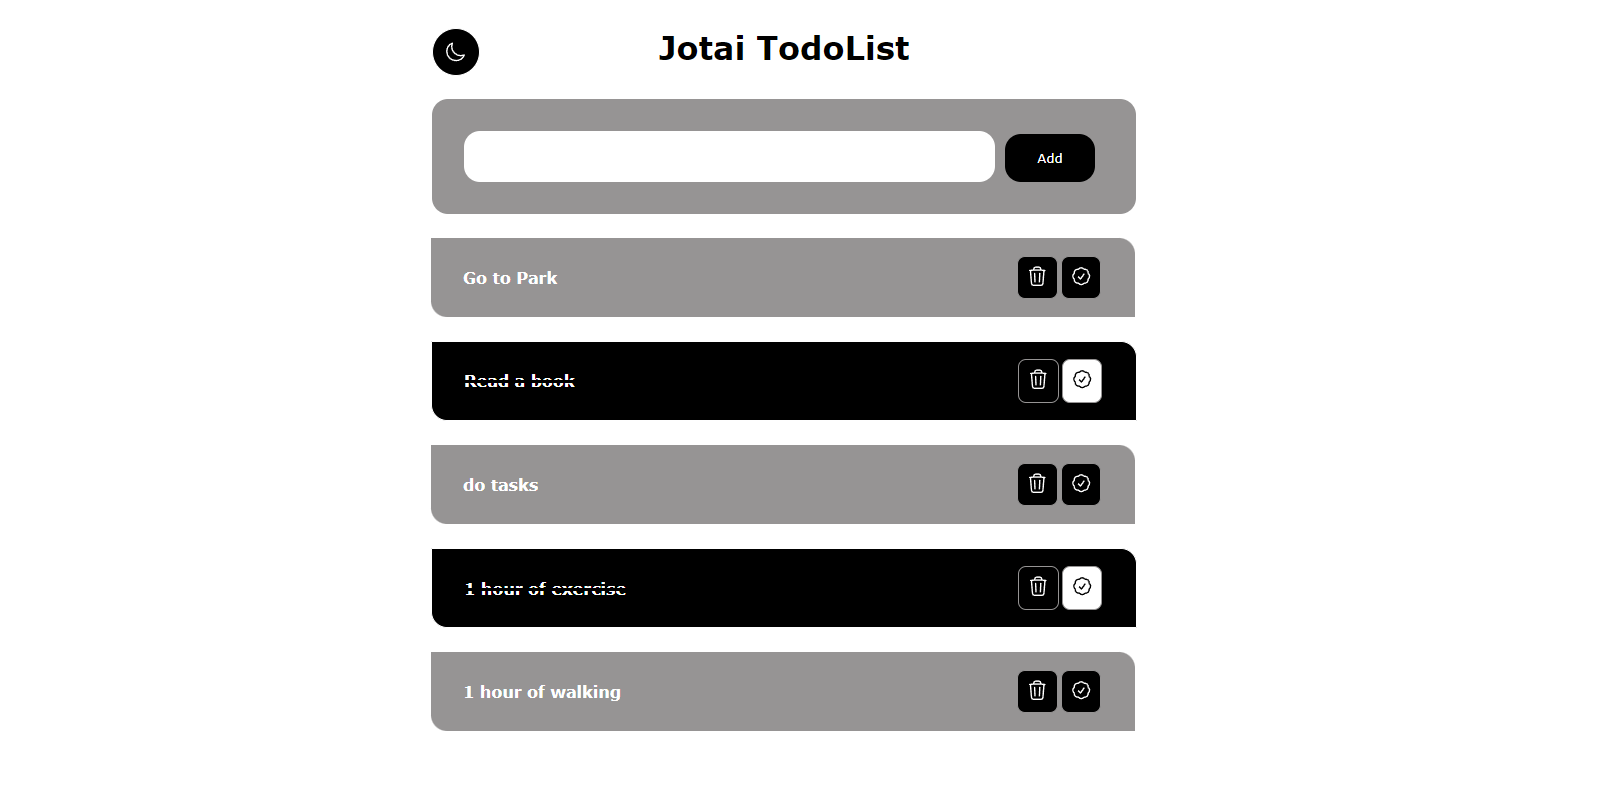 Jotai TodoList
Add
Go to Park
Read a book
do tasks
1 hour of exercise
1 hour of walking